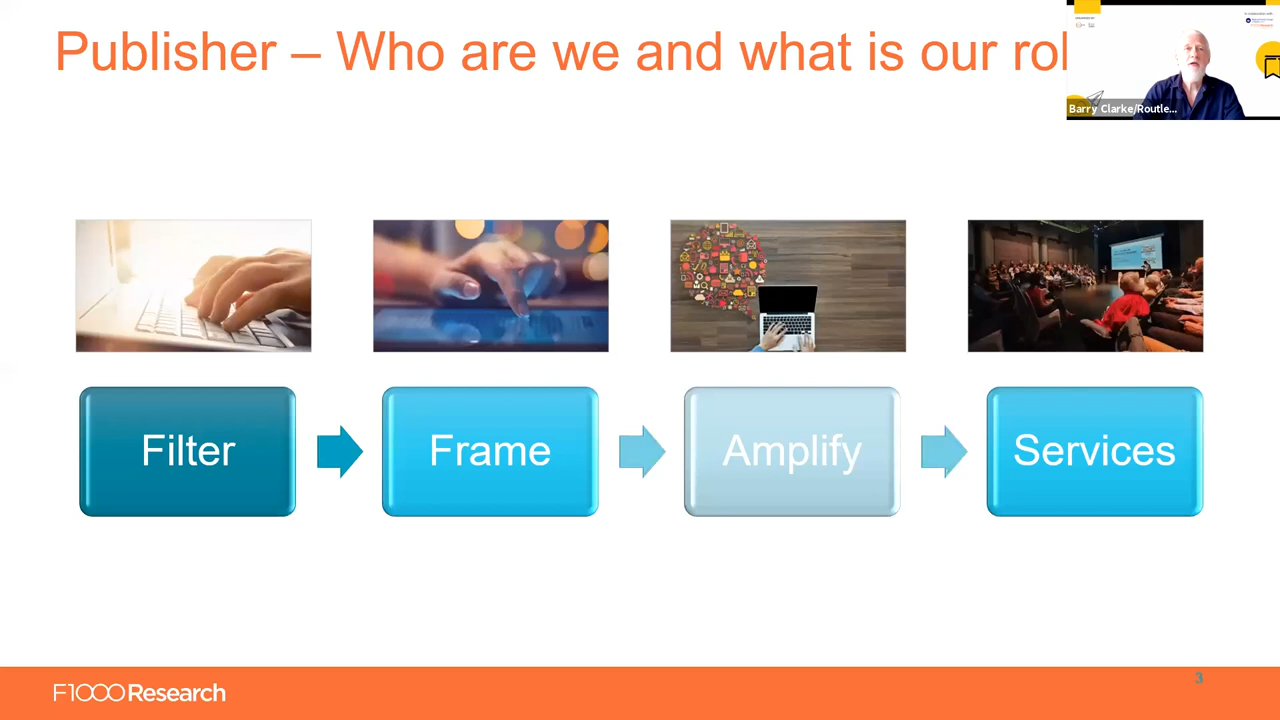 Publisher – Who are we and what is our rol
Barry Clarke/Routle...
Filter
Frame
Amplify
Services
3
F1000Research